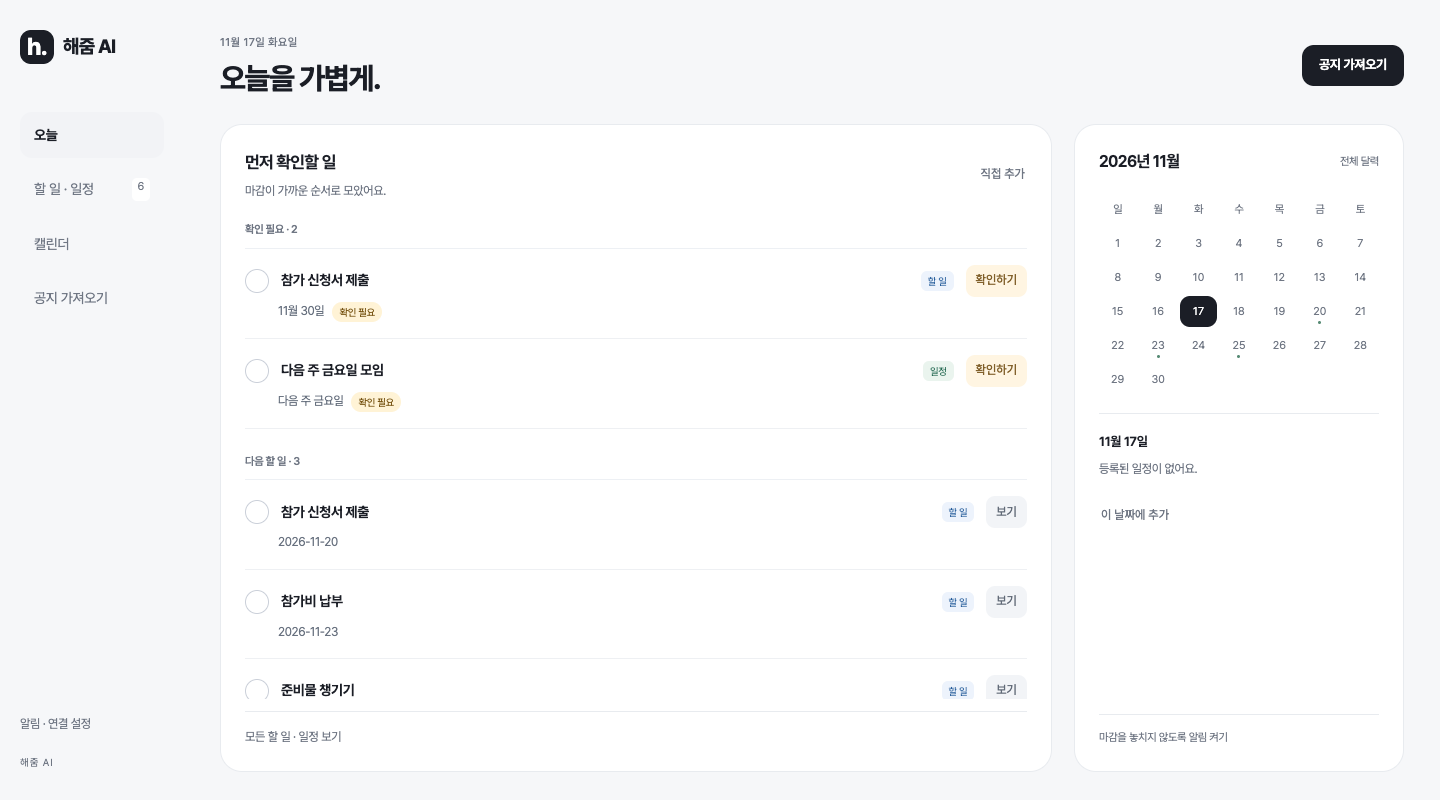 h. 해줌 AI
오늘
할 일 · 일정 6
캘린더
공지 가져오기
알림 · 연결 설정
해줌 AI
11월 17일 화요일
오늘을 가볍게.
공지 가져오기
먼저 확인할 일
마감이 가까운 순서로 모았어요.
직접 추가
확인 필요 · 2
참가 신청서 제출 할 일 확인하기
11월 30일 확인 필요
다음 주 금요일 모임 일정 확인하기
다음 주 금요일 확인 필요
다음 할 일 · 3
참가 신청서 제출 할 일 보기
2026-11-20
참가비 납부 할 일 보기
2026-11-23
준비물 챙기기 할 일 보기
모든 할 일 · 일정 보기
2026년 11월 전체 달력
일 월 화 수 목 금 토
1 2 3 4 5 6 7
8 9 10 11 12 13 14
15 16 17 18 19 20 21
22 23 24 25 26 27 28
29 30
11월 17일
등록된 일정이 없어요.
이 날짜에 추가
마감을 놓치지 않도록 알림 켜기